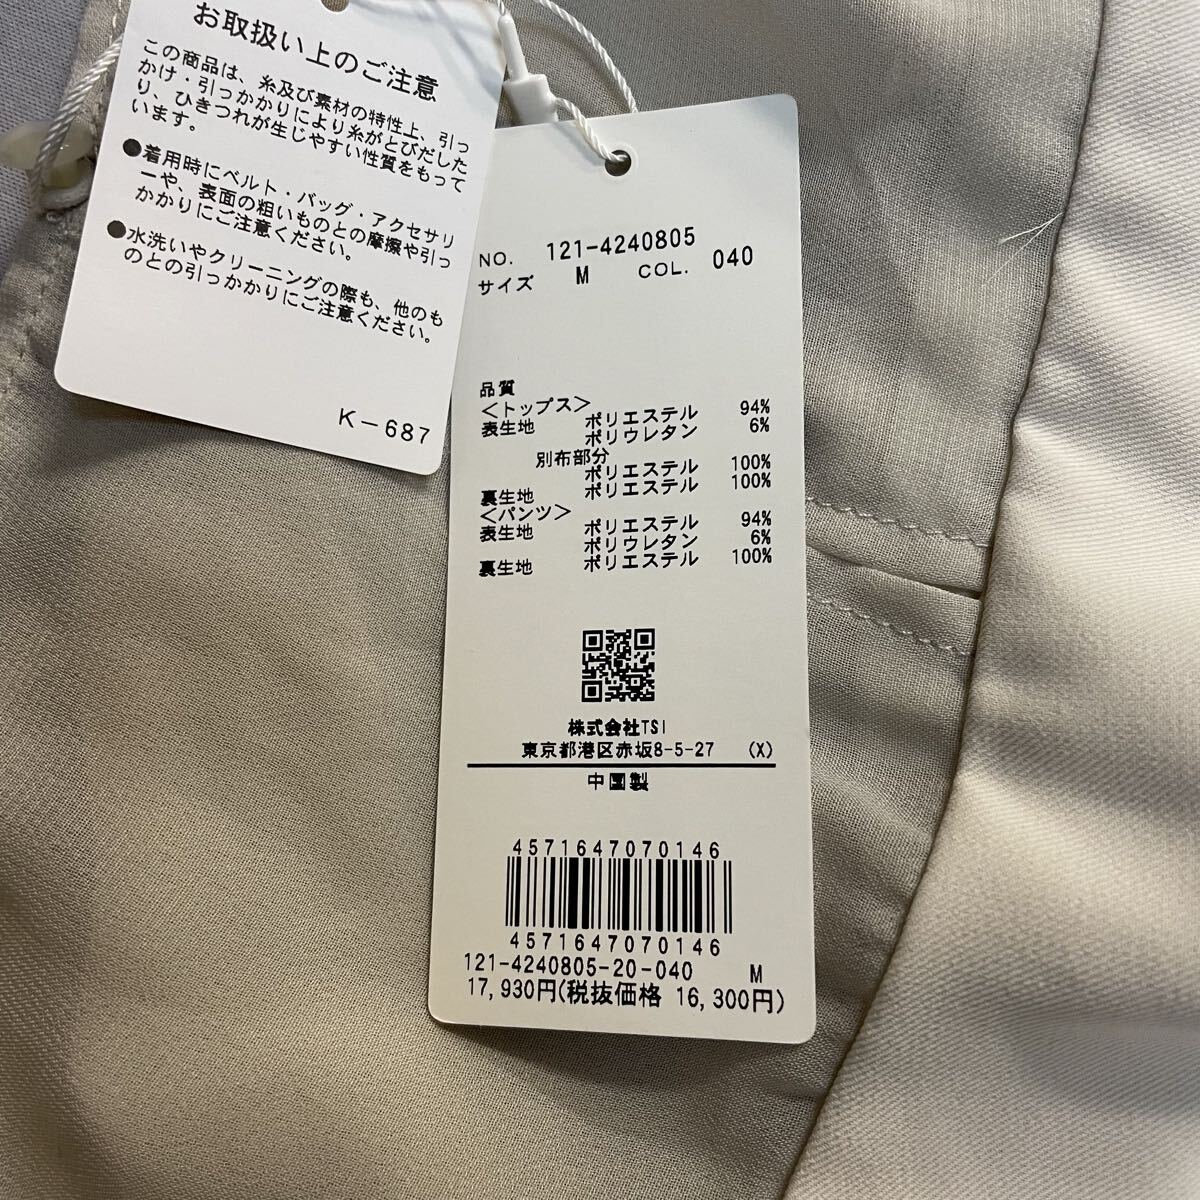 お取扱い上のご注意
この商品は、糸及び素材の特性上、引っ
かけ・引っかかりにより糸がとびだした
り、ひきつれが生じやすい性質をもって
います。
●着用時にベルト・バッグ・アクセサリ
ーや、表面の粗いものとの摩擦や引っ
かかりにご注意ください。
●水洗いやクリーニングの際も、他のも
のとの引っかかりにご注意ください。
K-687
NO. 121-4240805
サイズ M COL. 040
品質
<トップス>
表生地 ポリエステル 94%
ポリウレタン 6%
別布部分
ポリエステル 100%
裏生地 ポリエステル 100%
<パンツ>
表生地 ポリエステル 94%
ポリウレタン 6%
裏生地 ポリエステル 100%
株式会社TSI
東京都港区赤坂8-5-27 (X)
中国製
4571647070146
4571647070146
121-4240805-20-040 M
17,930円(税抜価格 16,300円)